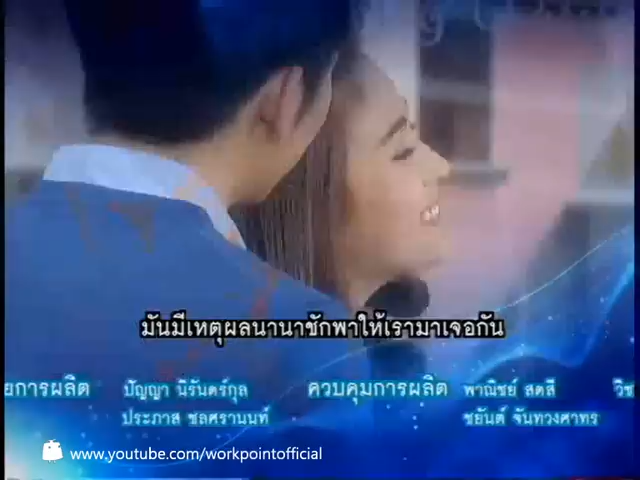 มันมีเหตุผลนานาชักพาให้เรามาเจอกัน
ยการผลิต ปัญญา นิรันดร์กุล ควบคุมการผลิต พาณิชย์ สดสี วิช
ประภาส ชลศรานนท์ ชยันต์ จันทวงศาทร
www.youtube.com/workpointofficial